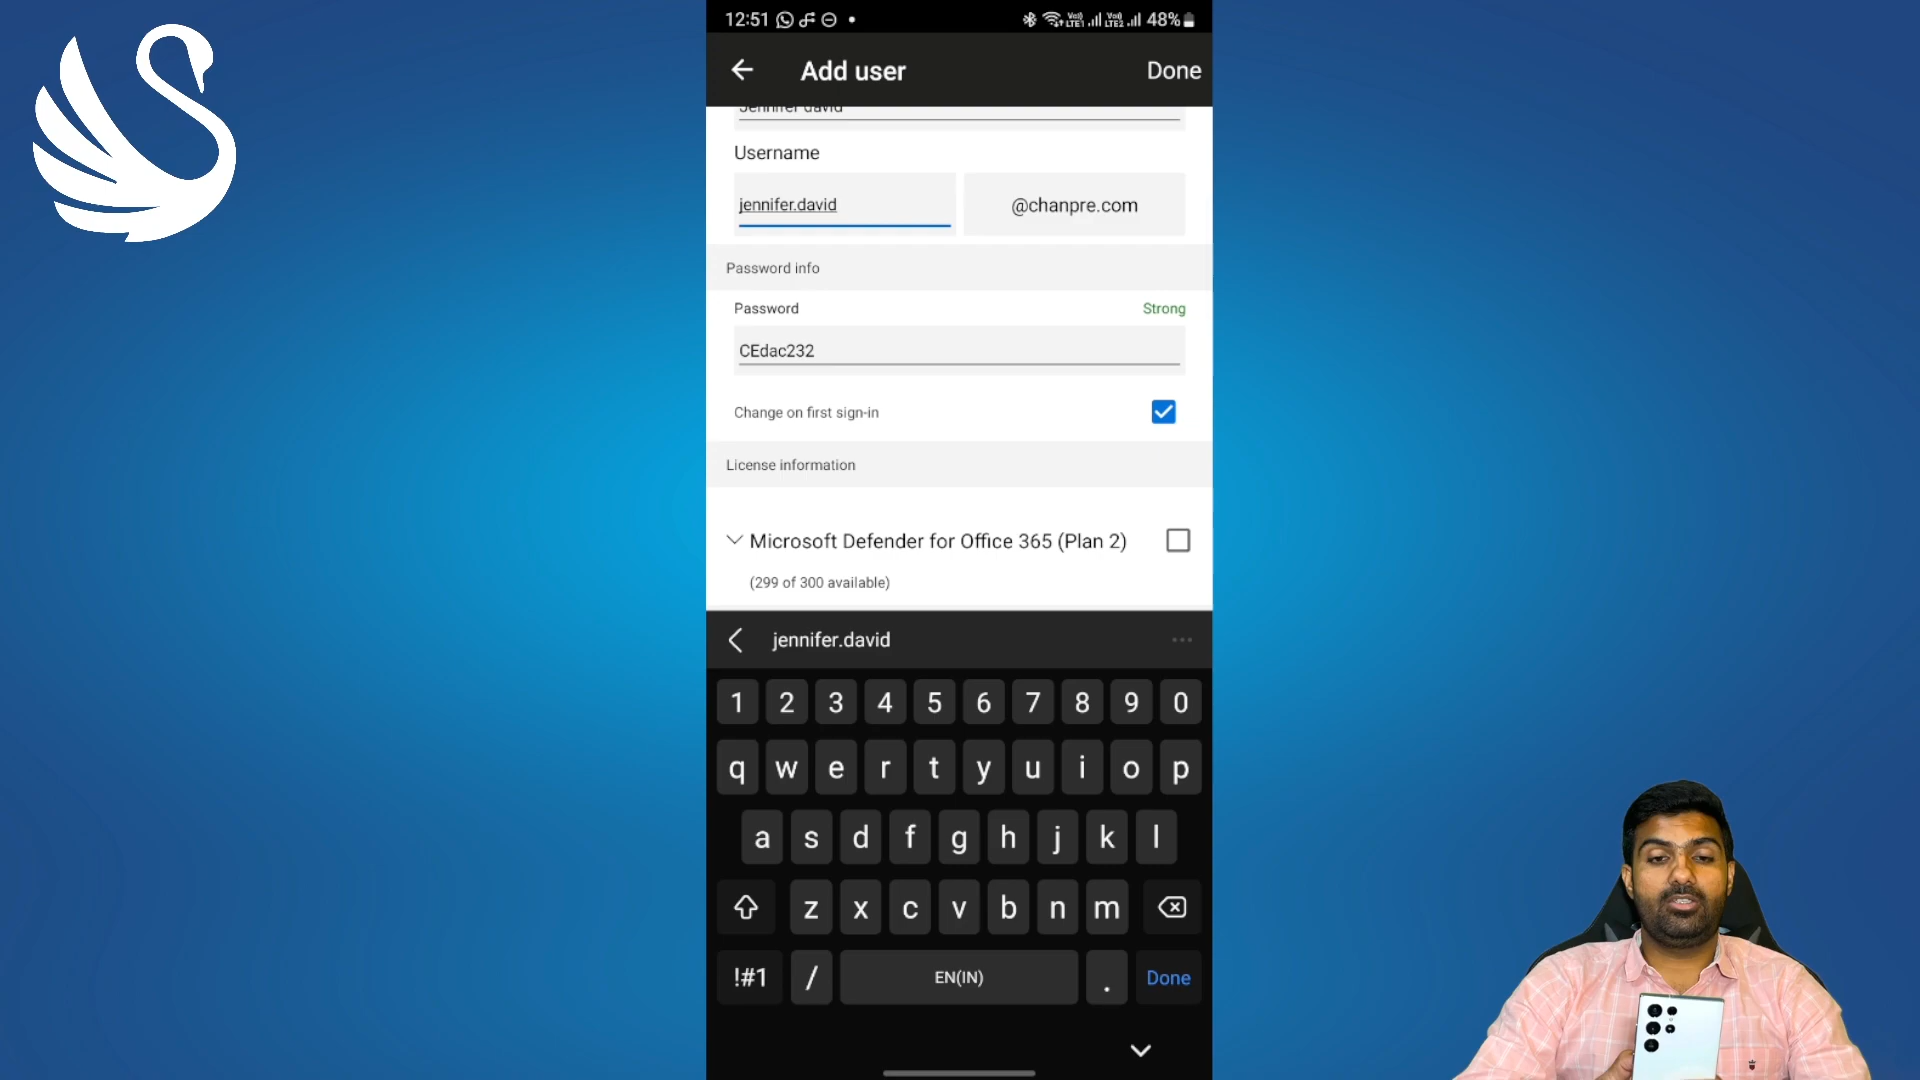 12:51 48%
Add user Done
Jennifer david
Username
jennifer.david @chanpre.com
Password info
Password Strong
CEdac232
Change on first sign-in
License information
Microsoft Defender for Office 365 (Plan 2)
(299 of 300 available)
jennifer.david
1 2 3 4 5 6 7 8 9 0
q w e r t y u i o p
a s d f g h j k l
z x c v b n m
!#1 / EN(IN) . Done